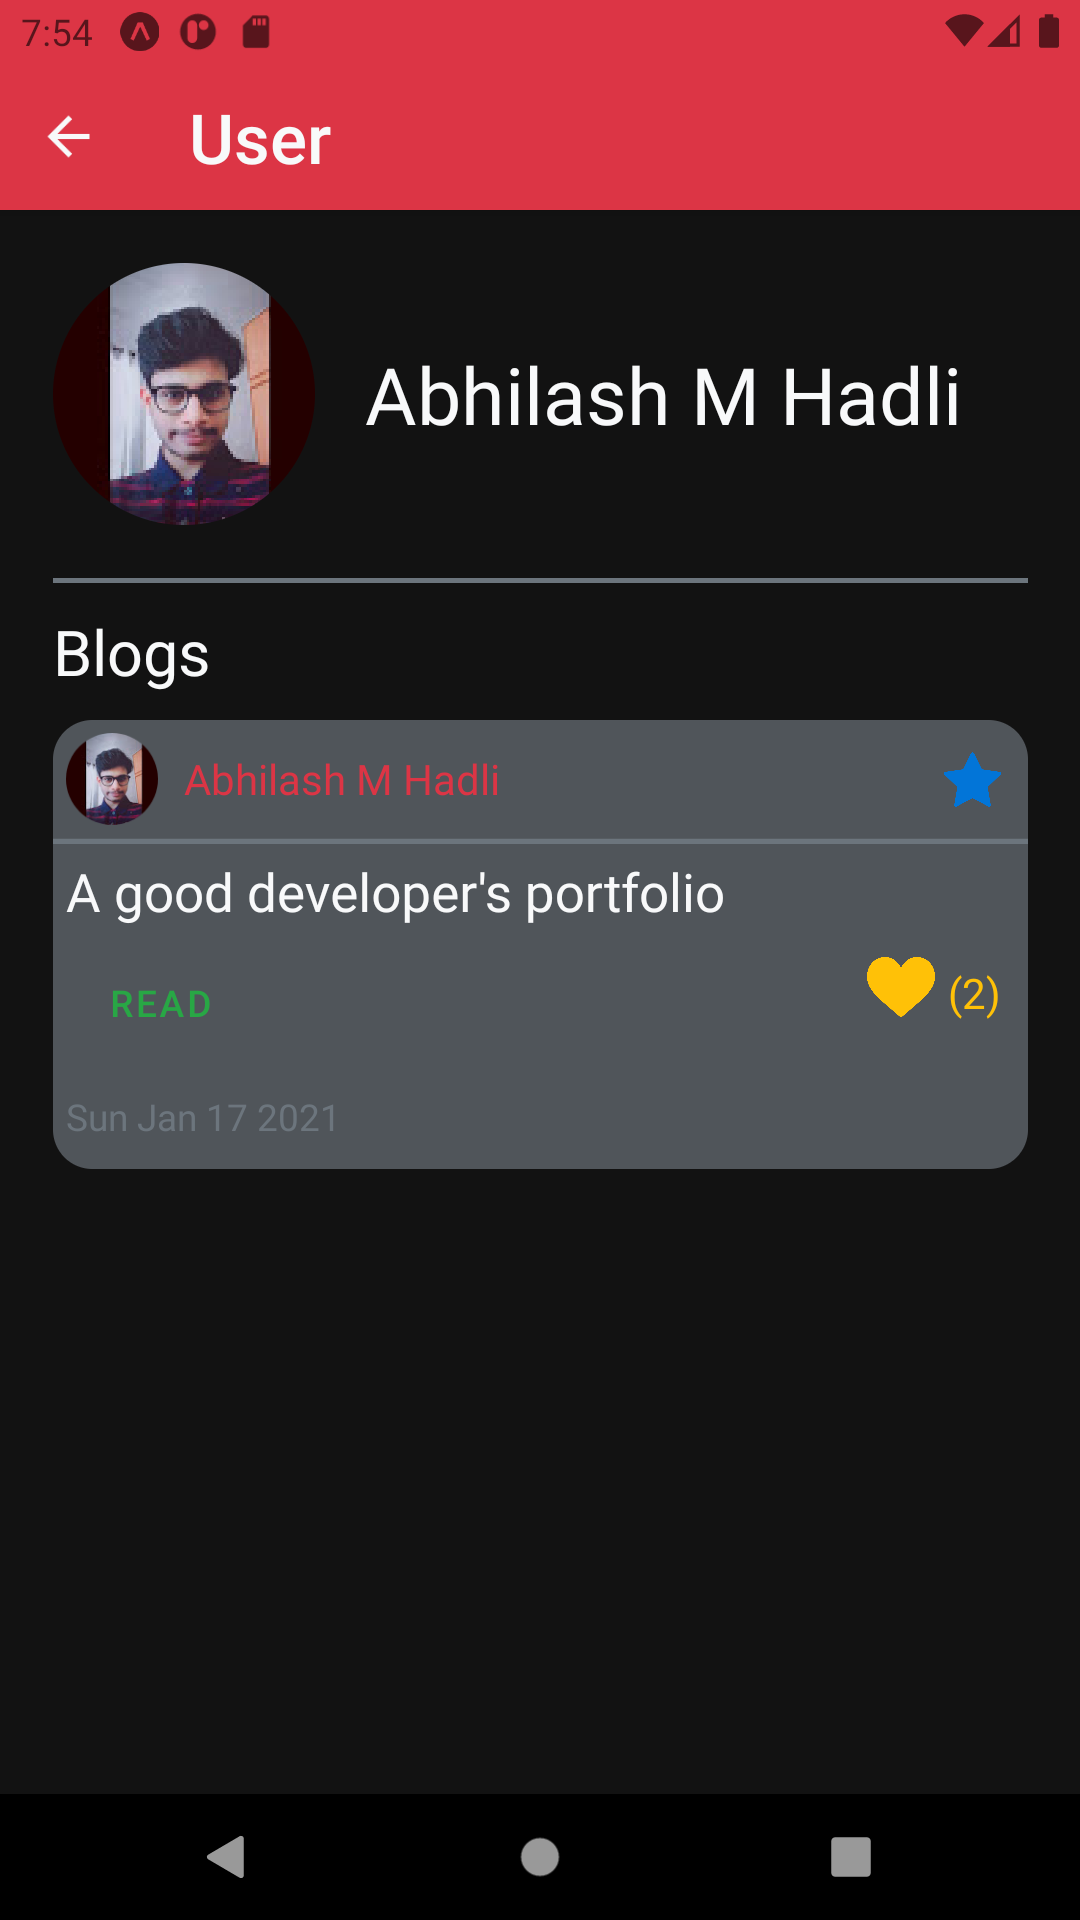 7:54
User
Abhilash M Hadli
Blogs
Abhilash M Hadli
A good developer's portfolio
READ
(2)
Sun Jan 17 2021